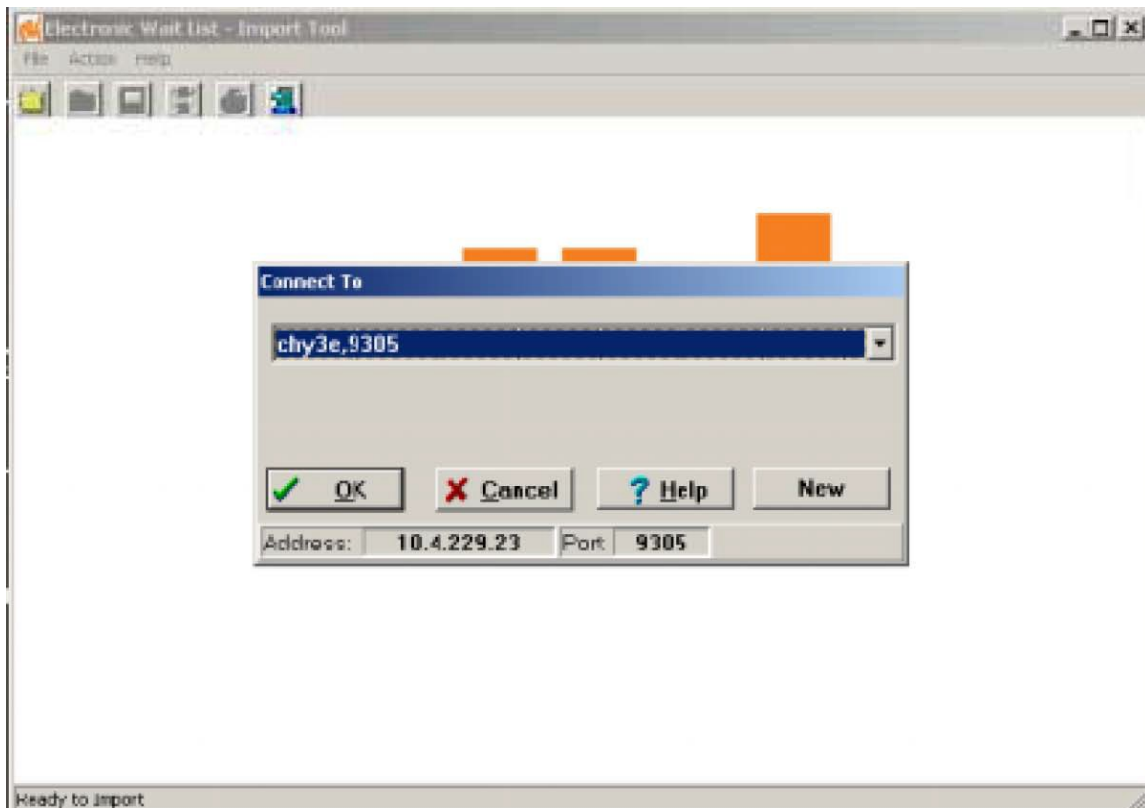 Electronic Wait List - Import Tool
File Action Help
Connect To
chy3e,9305
OK Cancel Help New
Address: 10.4.229.23 Port 9305
Ready to Import